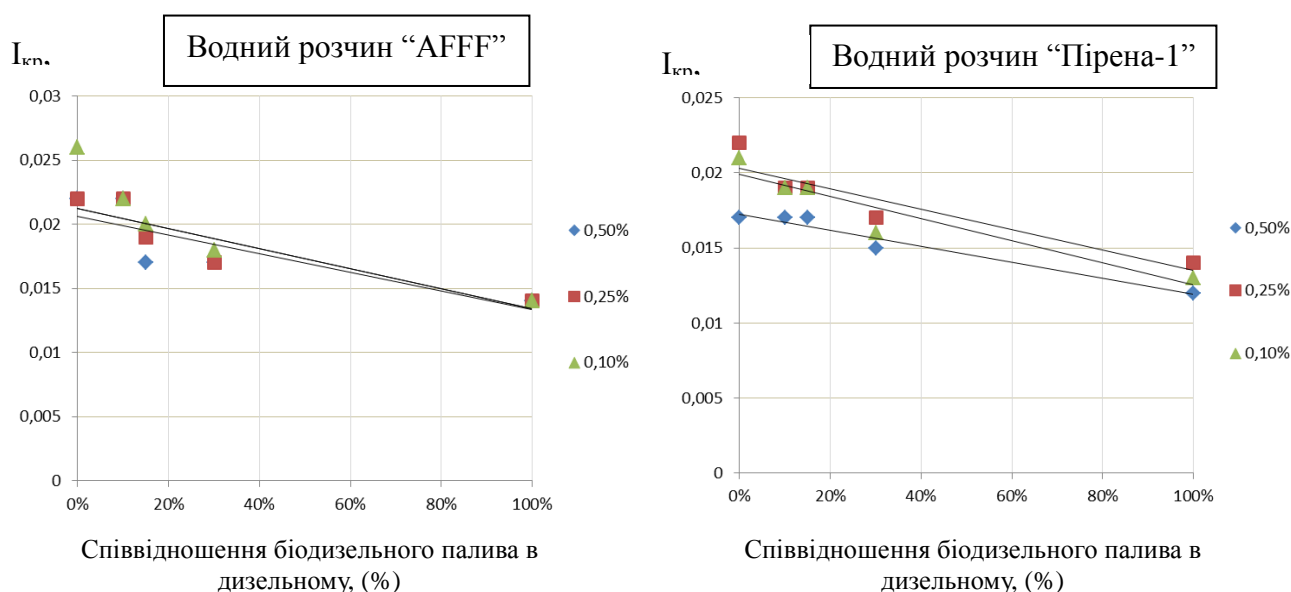 Водний розчин “AFFF”
Iкр,
0,03
0,025
0,02
0,015
0,01
0,005
0
0% 20% 40% 60% 80% 100%
0,50%
0,25%
0,10%
Співвідношення біодизельного палива в
дизельному, (%)
Водний розчин “Пірена-1”
Iкр,
0,025
0,02
0,015
0,01
0,005
0
0% 20% 40% 60% 80% 100%
0,50%
0,25%
0,10%
Співвідношення біодизельного палива в
дизельному, (%)